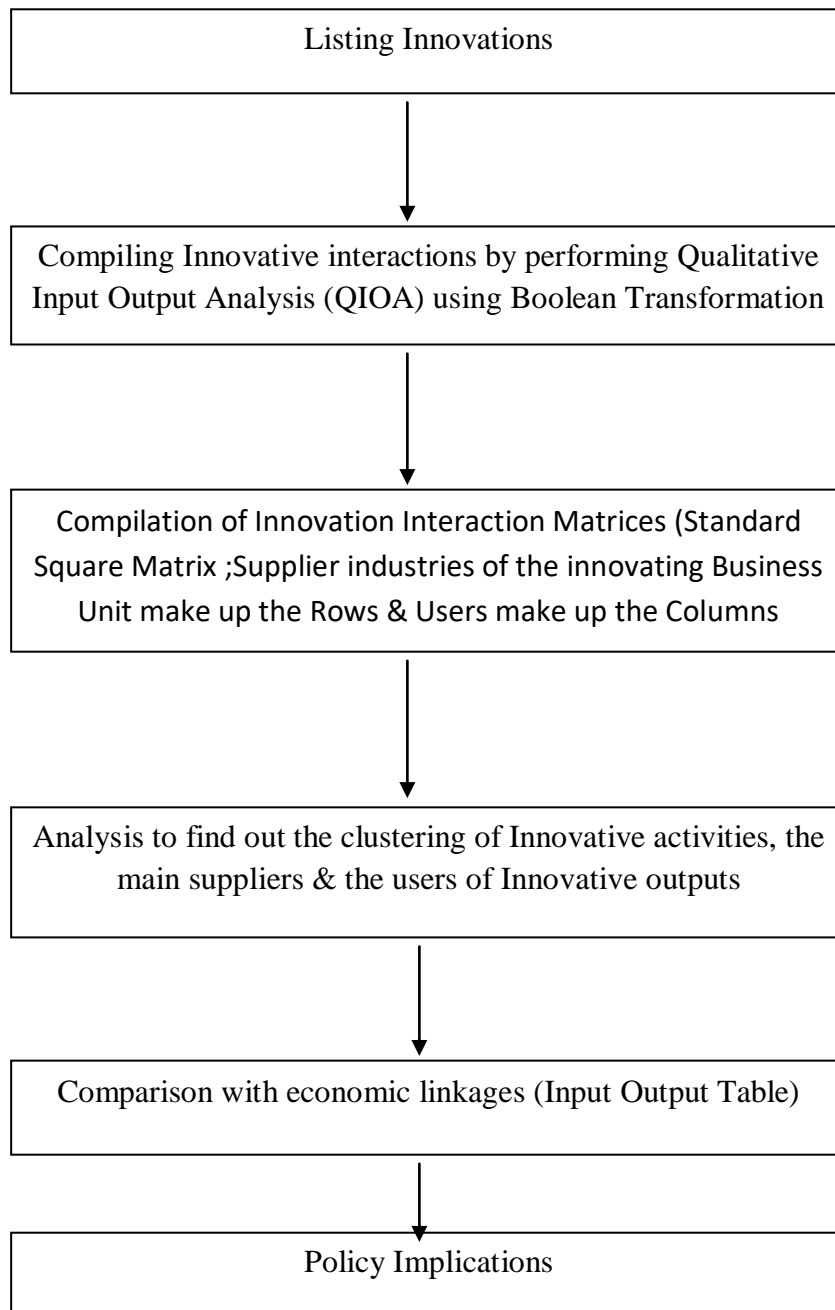 Listing Innovations
Compiling Innovative interactions by performing Qualitative
Input Output Analysis (QIOA) using Boolean Transformation
Compilation of Innovation Interaction Matrices (Standard
Square Matrix ;Supplier industries of the innovating Business
Unit make up the Rows & Users make up the Columns
Analysis to find out the clustering of Innovative activities, the
main suppliers & the users of Innovative outputs
Comparison with economic linkages (Input Output Table)
Policy Implications